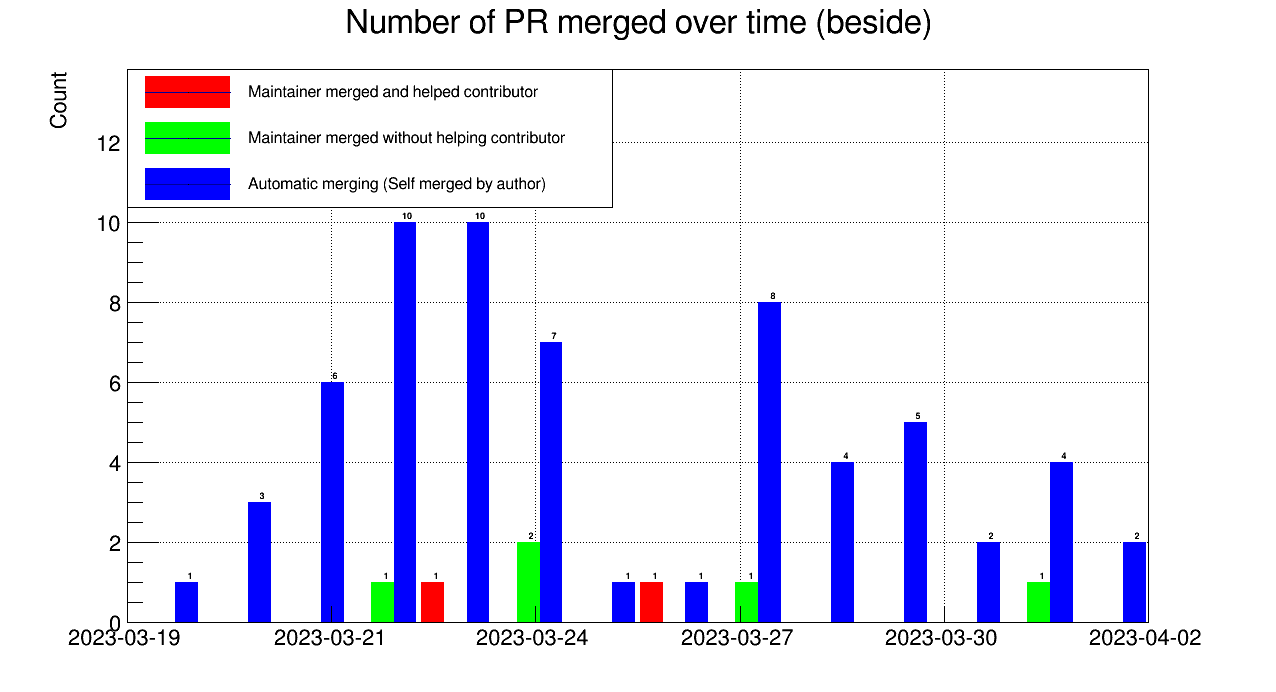 Number of PR merged over time (beside)
Count
Maintainer merged and helped contributor
Maintainer merged without helping contributor
Automatic merging (Self merged by author)
12
10
8
6
4
2
0
10 10
8
7
6
5
4 4
3
2 2 2
1 1 1 1 1 1 1 1
2023-03-19 2023-03-21 2023-03-24 2023-03-27 2023-03-30 2023-04-02